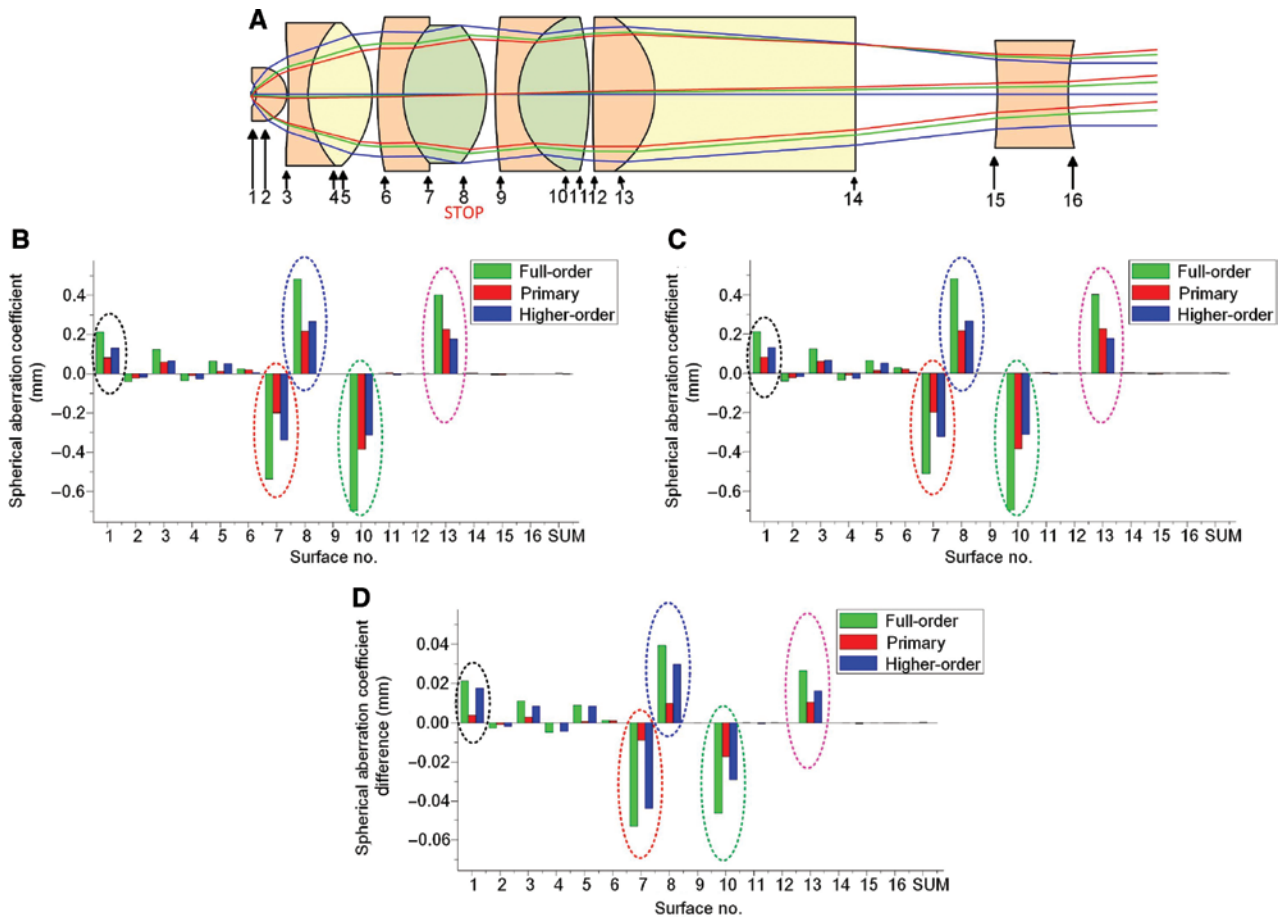 A
1 2 3 45 6 7 8 9 10 11 12 13 14 15 16
STOP
B
Spherical aberration coefficient
(mm)
0.4
0.2
0.0
−0.2
−0.4
−0.6
Full-order
Primary
Higher-order
1 2 3 4 5 6 7 8 9 10 11 12 13 14 15 16 SUM
Surface no.
C
Spherical aberration coefficient
(mm)
0.4
0.2
0.0
−0.2
−0.4
−0.6
Full-order
Primary
Higher-order
1 2 3 4 5 6 7 8 9 10 11 12 13 14 15 16 SUM
Surface no.
D
Spherical aberration coefficient
difference (mm)
0.04
0.02
0.00
−0.02
−0.04
−0.06
Full-order
Primary
Higher-order
1 2 3 4 5 6 7 8 9 10 11 12 13 14 15 16 SUM
Surface no.